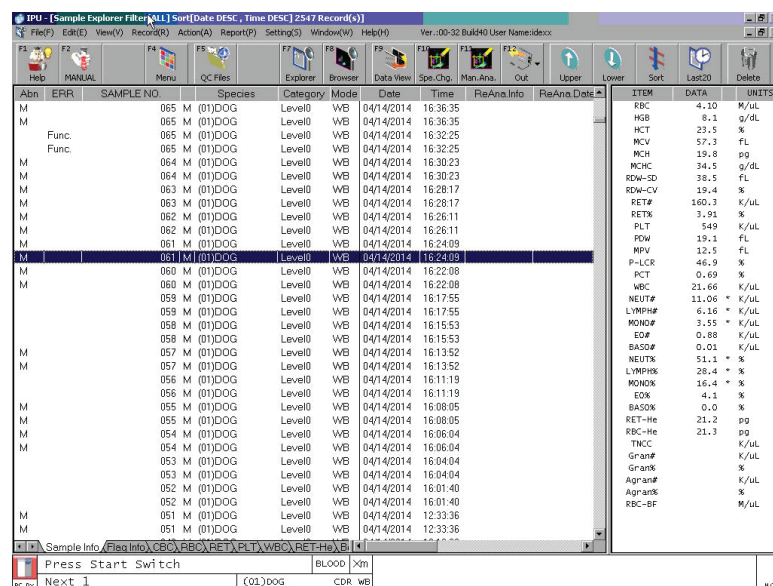 IPU - [Sample Explorer Filter[ALL] Sort[Date DESC , Time DESC] 2547 Record(s)]
File(F) Edit(E) View(V) Record(R) Action(A) Report(P) Setting(S) Window(W) Help(H) Ver.:00-32 Build40 User Name:idexx
F1 F2 F4 F5 F7 F8 F9 F10 F11 F12
Help MANUAL Menu QC Files Explorer Browser Data View Spe.Chg. Man.Ana. Out Upper Lower Sort Last20 Delete
Abn ERR SAMPLE NO. Species Category Mode Date Time ReAna.Info ReAna.Date
M 065 M (01)DOG Level0 WB 04/14/2014 16:36:35
M 065 M (01)DOG Level0 WB 04/14/2014 16:36:35
Func. 065 M (01)DOG Level0 WB 04/14/2014 16:32:25
Func. 065 M (01)DOG Level0 WB 04/14/2014 16:32:25
M 064 M (01)DOG Level0 WB 04/14/2014 16:30:23
M 064 M (01)DOG Level0 WB 04/14/2014 16:30:23
M 063 M (01)DOG Level0 WB 04/14/2014 16:28:17
M 063 M (01)DOG Level0 WB 04/14/2014 16:28:17
M 062 M (01)DOG Level0 WB 04/14/2014 16:26:11
M 062 M (01)DOG Level0 WB 04/14/2014 16:26:11
M 061 M (01)DOG Level0 WB 04/14/2014 16:24:09
M 061 M (01)DOG Level0 WB 04/14/2014 16:24:09
M 060 M (01)DOG Level0 WB 04/14/2014 16:22:08
M 060 M (01)DOG Level0 WB 04/14/2014 16:22:08
059 M (01)DOG Level0 WB 04/14/2014 16:17:55
059 M (01)DOG Level0 WB 04/14/2014 16:17:55
058 M (01)DOG Level0 WB 04/14/2014 16:15:53
058 M (01)DOG Level0 WB 04/14/2014 16:15:53
M 057 M (01)DOG Level0 WB 04/14/2014 16:13:52
M 057 M (01)DOG Level0 WB 04/14/2014 16:13:52
056 M (01)DOG Level0 WB 04/14/2014 16:11:19
056 M (01)DOG Level0 WB 04/14/2014 16:11:19
M 055 M (01)DOG Level0 WB 04/14/2014 16:08:05
M 055 M (01)DOG Level0 WB 04/14/2014 16:08:05
M 054 M (01)DOG Level0 WB 04/14/2014 16:06:04
M 054 M (01)DOG Level0 WB 04/14/2014 16:06:04
053 M (01)DOG Level0 WB 04/14/2014 16:04:04
053 M (01)DOG Level0 WB 04/14/2014 16:04:04
052 M (01)DOG Level0 WB 04/14/2014 16:01:40
052 M (01)DOG Level0 WB 04/14/2014 16:01:40
M 051 M (01)DOG Level0 WB 04/14/2014 12:33:36
M 051 M (01)DOG Level0 WB 04/14/2014 12:33:36
Sample Info Flag Info CBC RBC RET PLT WBC RET-He
ITEM DATA UNITS
RBC 4.10 M/uL
HGB 8.1 g/dL
HCT 23.5 %
MCV 57.3 fL
MCH 19.8 pg
MCHC 34.5 g/dL
RDW-SD 38.5 fL
RDW-CV 19.4 %
RET# 160.3 K/uL
RET% 3.91 %
PLT 549 K/uL
PDW 19.1 fL
MPV 12.5 fL
P-LCR 46.9 %
PCT 0.69 %
WBC 21.66 K/uL
NEUT# 11.06 * K/uL
LYMPH# 6.16 * K/uL
MONO# 3.55 * K/uL
EO# 0.88 K/uL
BASO# 0.01 K/uL
NEUT% 51.1 * %
LYMPH% 28.4 * %
MONO% 16.4 * %
EO% 4.1 %
BASO% 0.0 %
RET-He 21.2 pg
RBC-He 21.3 pg
TNCC K/uL
Gran# K/uL
Gran% %
Agran# K/uL
Agran% %
RBC-BF M/uL
Press Start Switch BLOOD Xm
Next 1 (01)DOG CDR WB